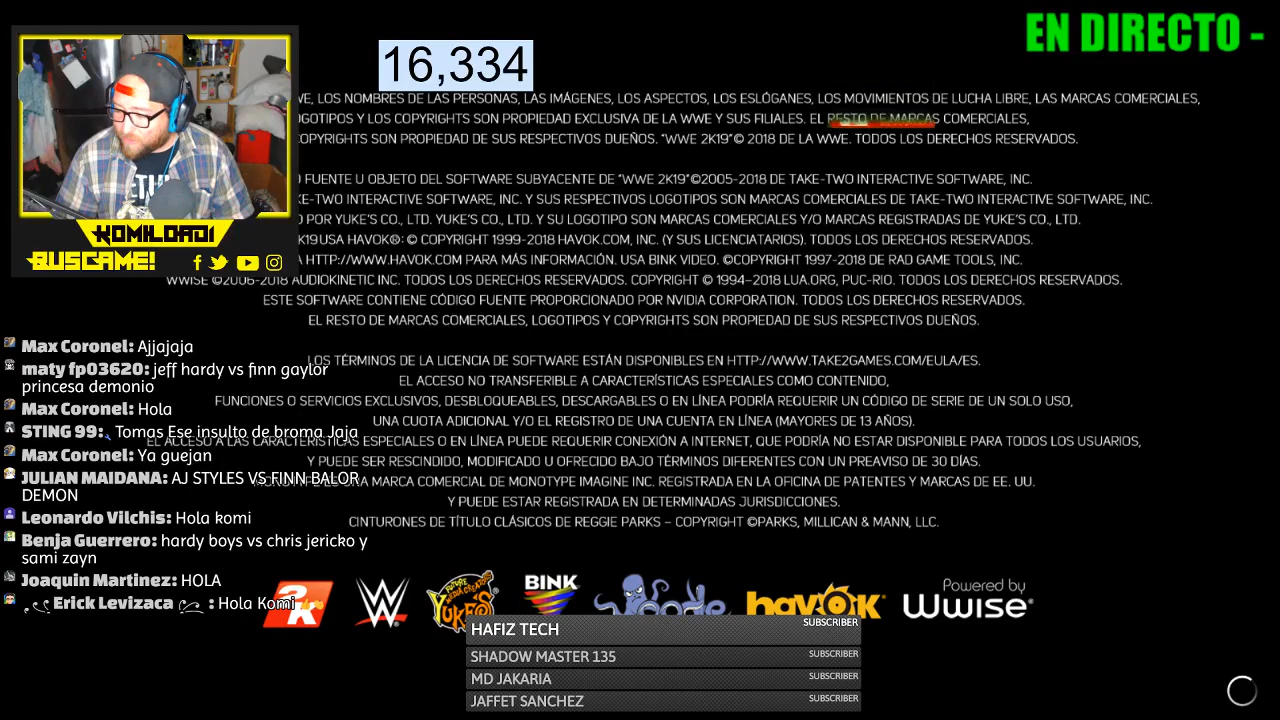 EN DIRECTO -
16,334
WE, LOS NOMBRES DE LAS PERSONAS, LAS IMÁGENES, LOS ASPECTOS, LOS ESLÓGANES, LOS MOVIMIENTOS DE LUCHA LIBRE, LAS MARCAS COMERCIALES,
LOGOTIPOS Y LOS COPYRIGHTS SON PROPIEDAD EXCLUSIVA DE LA WWE Y SUS FILIALES. EL RESTO DE MARCAS COMERCIALES,
COPYRIGHTS SON PROPIEDAD DE SUS RESPECTIVOS DUEÑOS. "WWE 2K19"© 2018 DE LA WWE. TODOS LOS DERECHOS RESERVADOS.
FUENTE U OBJETO DEL SOFTWARE SUBYACENTE DE "WWE 2K19"©2005-2018 DE TAKE-TWO INTERACTIVE SOFTWARE, INC.
KE-TWO INTERACTIVE SOFTWARE, INC. Y SUS RESPECTIVOS LOGOTIPOS SON MARCAS COMERCIALES DE TAKE-TWO INTERACTIVE SOFTWARE, INC.
POR YUKE'S CO., LTD. YUKE'S CO., LTD. Y SU LOGOTIPO SON MARCAS COMERCIALES Y/O MARCAS REGISTRADAS DE YUKE'S CO., LTD.
K19 USA HAVOK®: © COPYRIGHT 1999-2018 HAVOK.COM, INC. (Y SUS LICENCIATARIOS). TODOS LOS DERECHOS RESERVADOS.
HTTP://WWW.HAVOK.COM PARA MÁS INFORMACIÓN. USA BINK VIDEO. ©COPYRIGHT 1997-2018 DE RAD GAME TOOLS, INC.
WWISE ©2006-2018 AUDIOKINETIC INC. TODOS LOS DERECHOS RESERVADOS. COPYRIGHT © 1994–2018 LUA.ORG, PUC-RIO. TODOS LOS DERECHOS RESERVADOS.
ESTE SOFTWARE CONTIENE CÓDIGO FUENTE PROPORCIONADO POR NVIDIA CORPORATION. TODOS LOS DERECHOS RESERVADOS.
EL RESTO DE MARCAS COMERCIALES, LOGOTIPOS Y COPYRIGHTS SON PROPIEDAD DE SUS RESPECTIVOS DUEÑOS.
KOMILORD1
BUSCAME!
LOS TÉRMINOS DE LA LICENCIA DE SOFTWARE ESTÁN DISPONIBLES EN HTTP://WWW.TAKE2GAMES.COM/EULA/ES.
EL ACCESO NO TRANSFERIBLE A CARACTERÍSTICAS ESPECIALES COMO CONTENIDO,
FUNCIONES O SERVICIOS EXCLUSIVOS, DESBLOQUEABLES, DESCARGABLES O EN LÍNEA PODRÍA REQUERIR UN CÓDIGO DE SERIE DE UN SOLO USO,
UNA CUOTA ADICIONAL Y/O EL REGISTRO DE UNA CUENTA EN LÍNEA (MAYORES DE 13 AÑOS).
EL ACCESO A LAS CARACTERÍSTICAS ESPECIALES O EN LÍNEA PUEDE REQUERIR CONEXIÓN A INTERNET, QUE PODRÍA NO ESTAR DISPONIBLE PARA TODOS LOS USUARIOS,
Y PUEDE SER RESCINDIDO, MODIFICADO U OFRECIDO BAJO TÉRMINOS DIFERENTES CON UN PREAVISO DE 30 DÍAS.
MARCA COMERCIAL DE MONOTYPE IMAGINE INC. REGISTRADA EN LA OFICINA DE PATENTES Y MARCAS DE EE. UU.
Y PUEDE ESTAR REGISTRADA EN DETERMINADAS JURISDICCIONES.
CINTURONES DE TÍTULO CLÁSICOS DE REGGIE PARKS – COPYRIGHT ©PARKS, MILLICAN & MANN, LLC.
Max Coronel: Ajjajaja
maty fp03620: jeff hardy vs finn gaylor
princesa demonio
Max Coronel: Hola
STING 99: Tomas Ese insulto de broma Jaja
Max Coronel: Ya guejan
JULIAN MAIDANA: AJ STYLES VS FINN BALOR
DEMON
Leonardo Vilchis: Hola komi
Benja Guerrero: hardy boys vs chris jericko y
sami zayn
Joaquin Martinez: HOLA
Erick Levizaca : Hola Komi
2K
W
FUTURE MEDIA CREATOR
YUKE'S
BINK
VIDEO
oodle
havok
Powered by
Wwise
HAFIZ TECH SUBSCRIBER
SHADOW MASTER 135 SUBSCRIBER
MD JAKARIA SUBSCRIBER
JAFFET SANCHEZ SUBSCRIBER